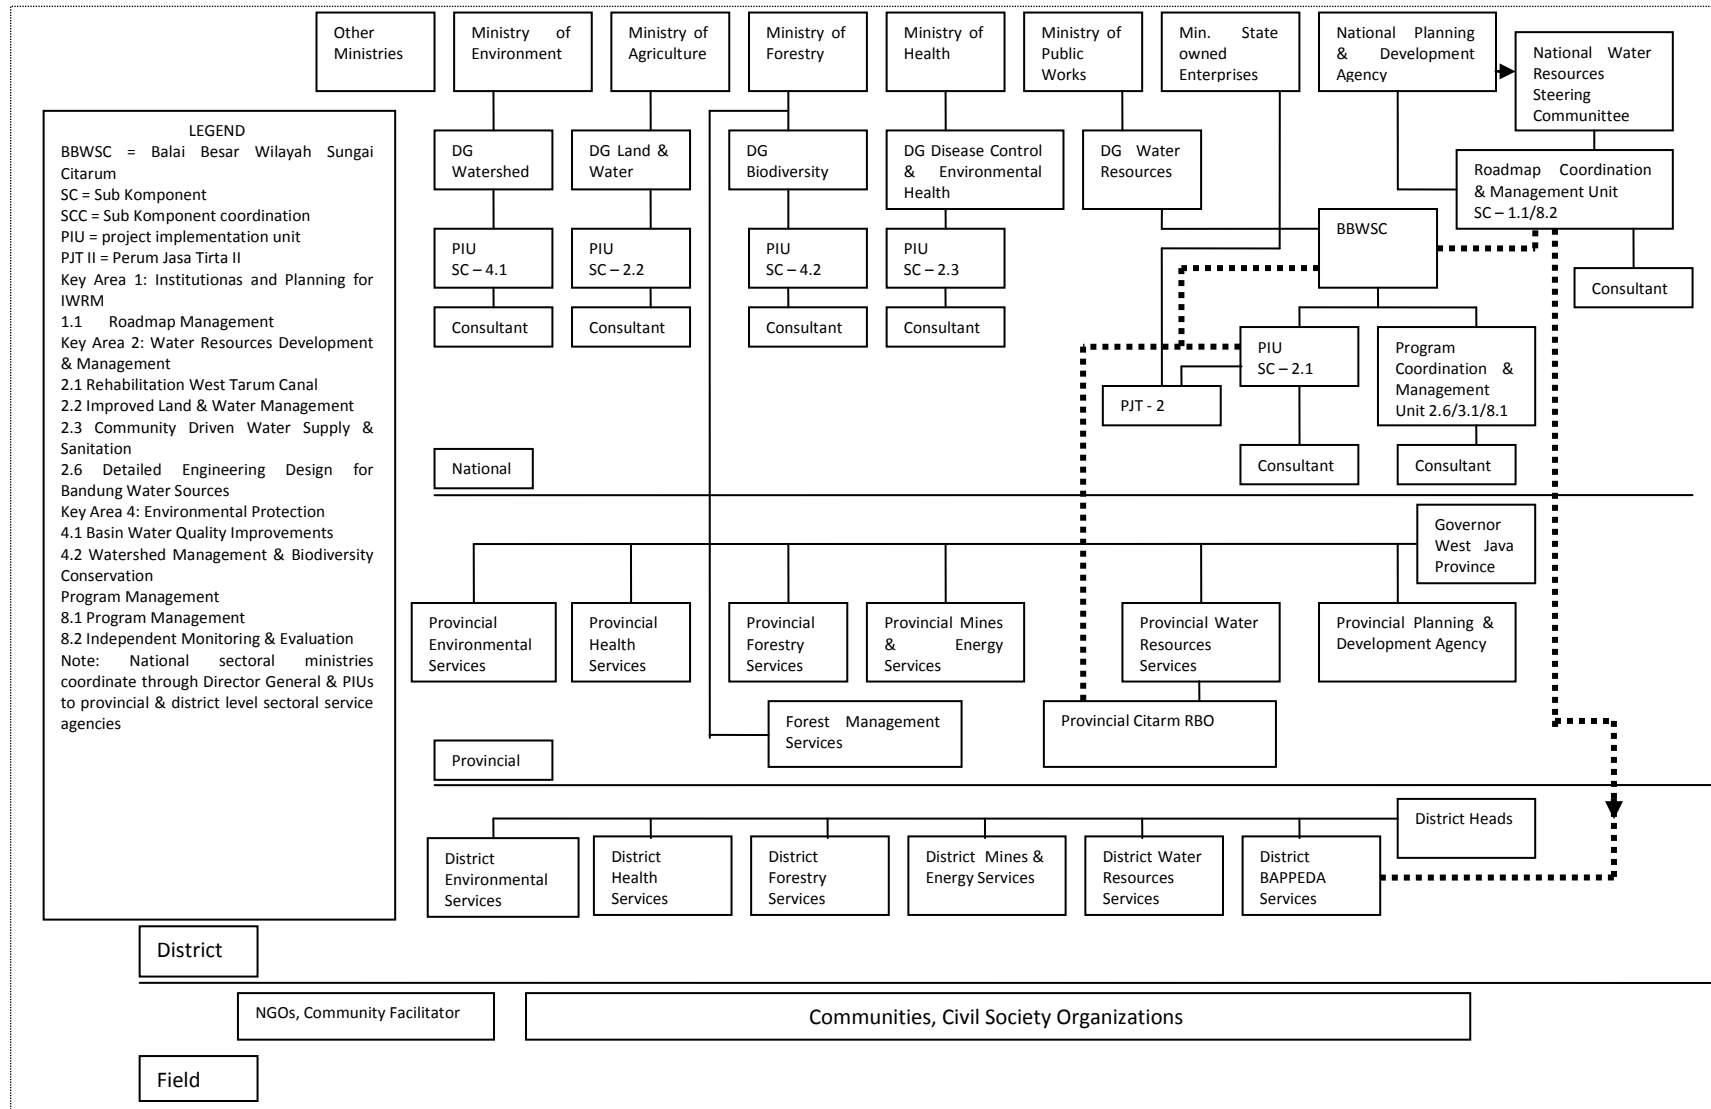 Other
Ministries
Ministry of
Environment
Ministry of
Agriculture
Ministry of
Forestry
Ministry of
Health
Ministry of
Public
Works
Min. State
owned
Enterprises
National Planning
& Development
Agency
National Water
Resources
Steering
Communittee
LEGEND
BBWSC = Balai Besar Wilayah Sungai
Citarum
SC = Sub Komponent
SCC = Sub Komponent coordination
PIU = project implementation unit
PJT II = Perum Jasa Tirta II
Key Area 1: Institutionas and Planning for
IWRM
1.1 Roadmap Management
Key Area 2: Water Resources Development
& Management
2.1 Rehabilitation West Tarum Canal
2.2 Improved Land & Water Management
2.3 Community Driven Water Supply &
Sanitation
2.6 Detailed Engineering Design for
Bandung Water Sources
Key Area 4: Environmental Protection
4.1 Basin Water Quality Improvements
4.2 Watershed Management & Biodiversity
Conservation
Program Management
8.1 Program Management
8.2 Independent Monitoring & Evaluation
Note: National sectoral ministries
coordinate through Director General & PIUs
to provincial & district level sectoral service
agencies
DG
Watershed
DG Land &
Water
DG
Biodiversity
DG Disease Control
& Environmental
Health
DG Water
Resources
Roadmap Coordination
& Management Unit
SC – 1.1/8.2
PIU
SC – 4.1
PIU
SC – 2.2
PIU
SC – 4.2
PIU
SC – 2.3
BBWSC
Consultant
Consultant
Consultant
Consultant
Consultant
PIU
SC – 2.1
Program
Coordination &
Management
Unit 2.6/3.1/8.1
PJT - 2
Consultant
Consultant
National
Governor
West Java
Province
Provincial
Environmental
Services
Provincial
Health
Services
Provincial
Forestry
Services
Provincial Mines
& Energy
Services
Provincial Water
Resources
Services
Provincial Planning &
Development Agency
Forest Management
Services
Provincial Citarm RBO
Provincial
District Heads
District
Environmental
Services
District
Health
Services
District
Forestry
Services
District Mines &
Energy Services
District Water
Resources
Services
District
BAPPEDA
Services
District
NGOs, Community Facilitator
Communities, Civil Society Organizations
Field